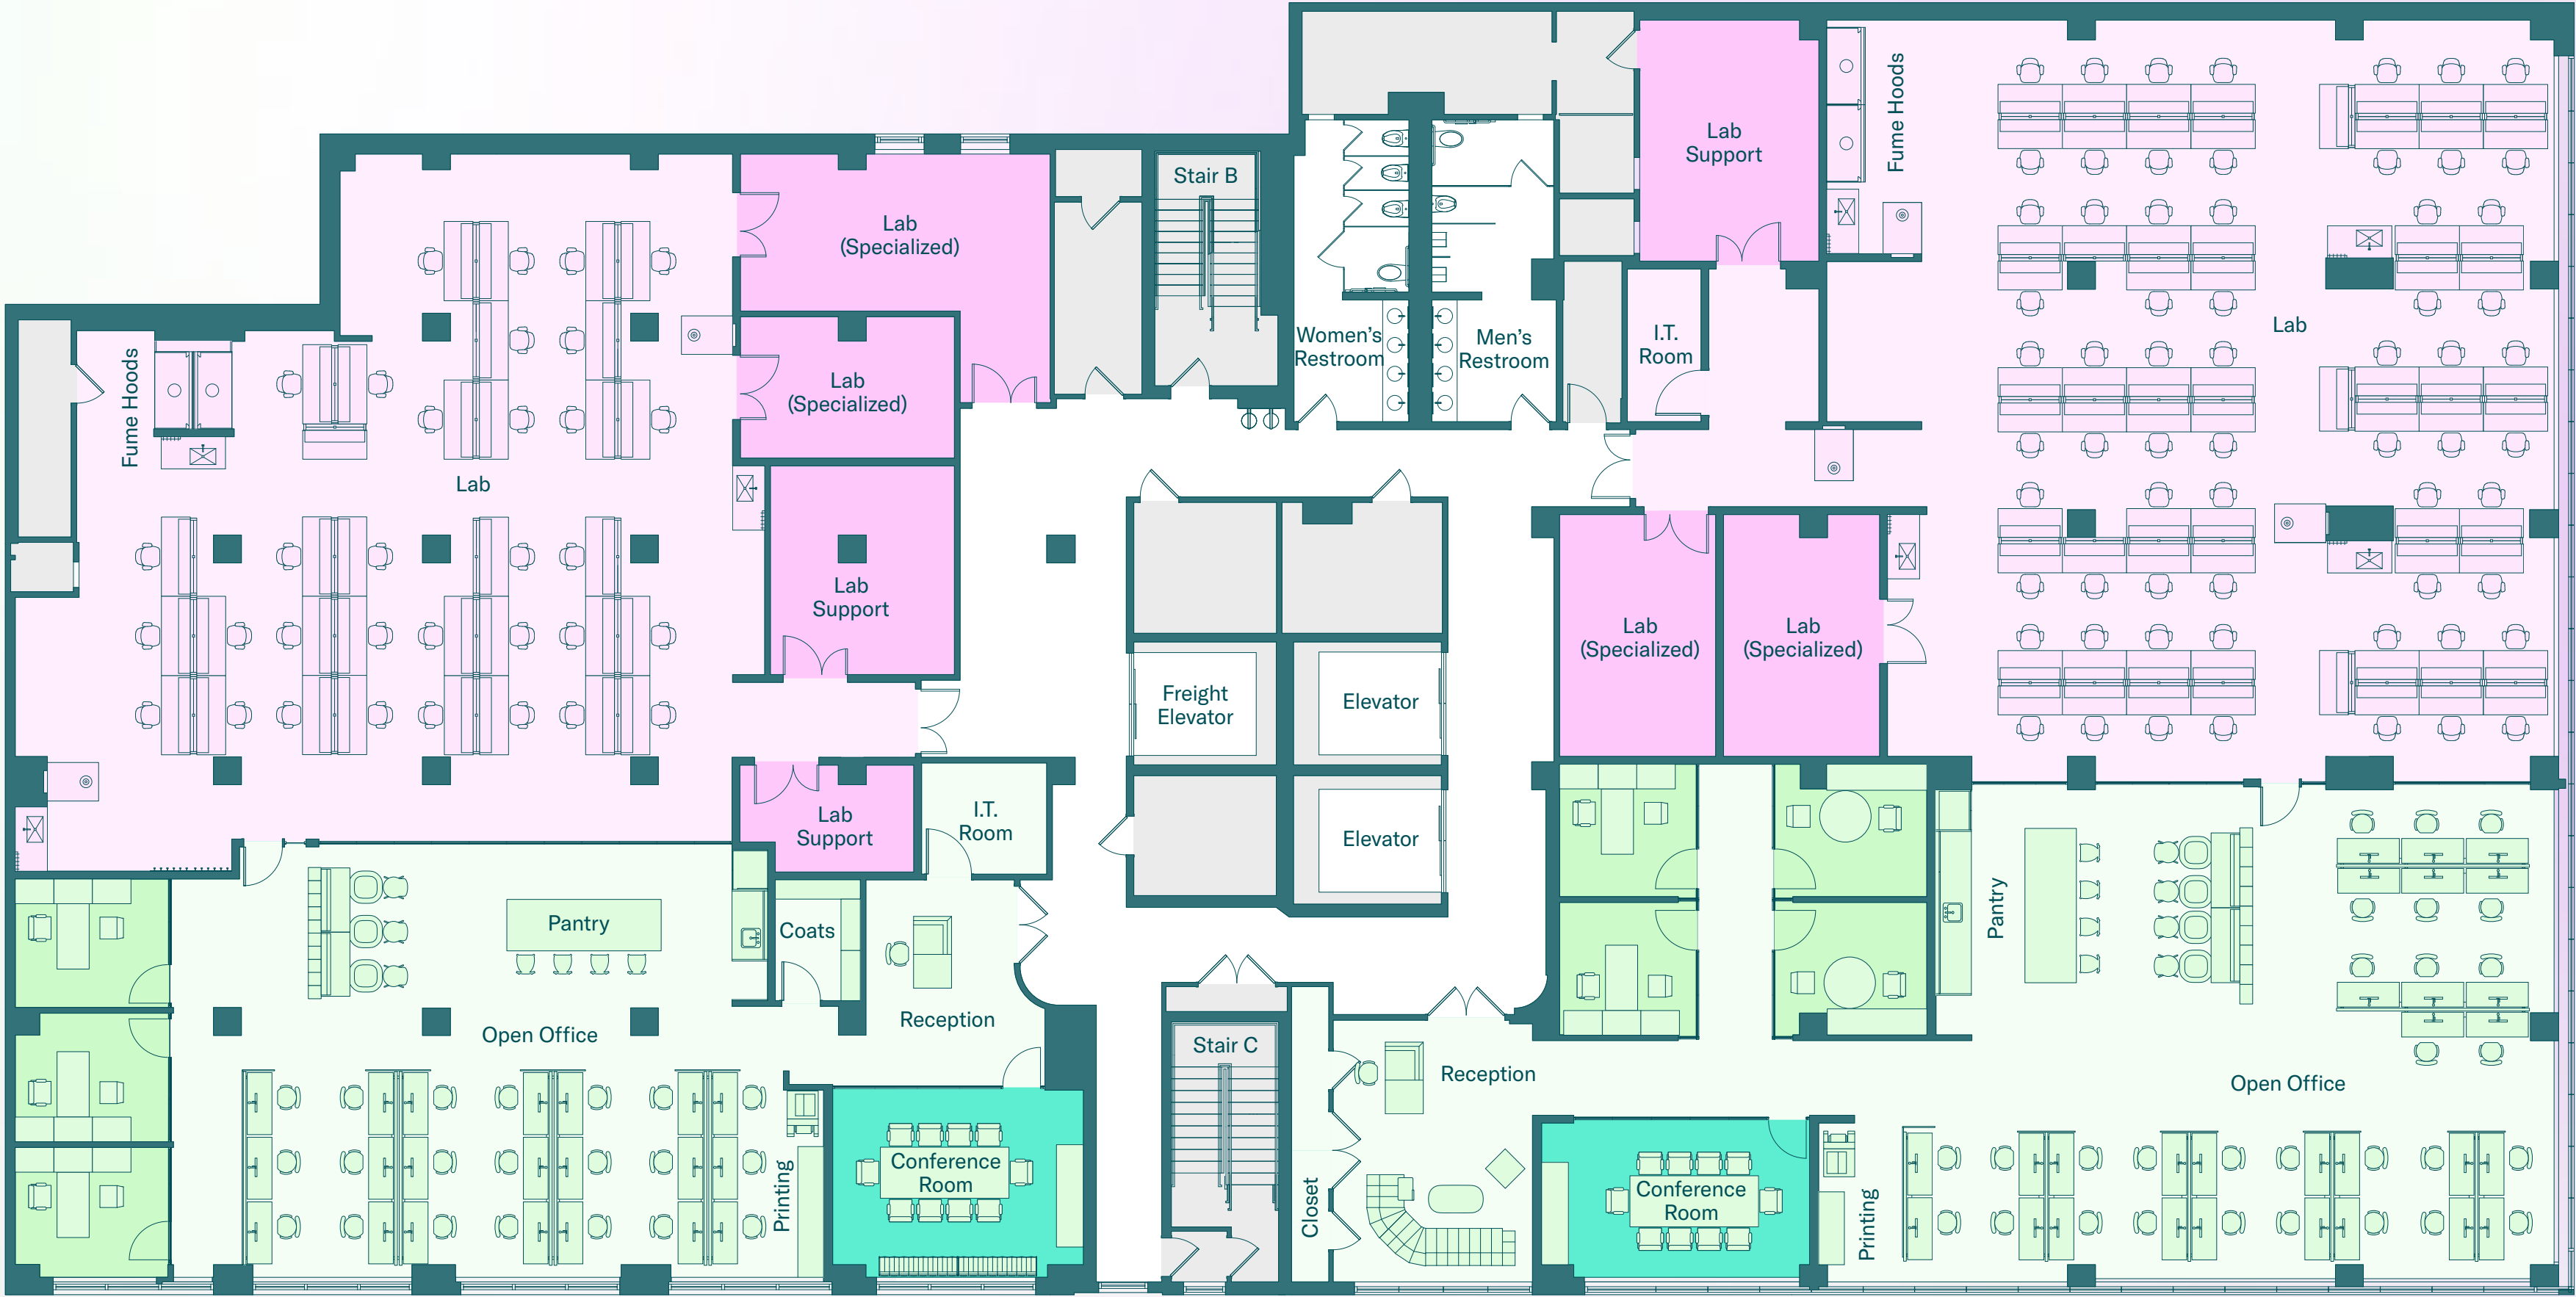 Stair B
Lab
(Specialized)
Lab
(Specialized)
Fume Hoods
Lab
Lab
Support
Lab
Support
I.T.
Room
Coats
Pantry
Open Office
Reception
Printing
Conference
Room
Women's
Restroom
Men's
Restroom
Lab
Support
I.T.
Room
Fume Hoods
Lab
Lab
(Specialized)
Lab
(Specialized)
Freight
Elevator
Elevator
Elevator
Stair C
Closet
Reception
Conference
Room
Printing
Pantry
Open Office